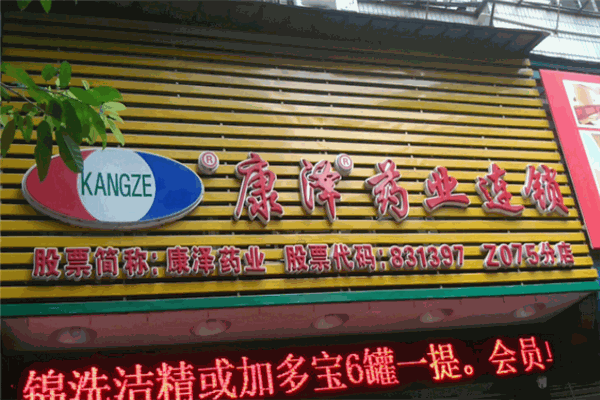 KANGZE ® 康泽® 药业连锁
股票简称:康泽药业 股票代码:831397 Z075分店
锦洗洁精或加多宝6罐一提。会员